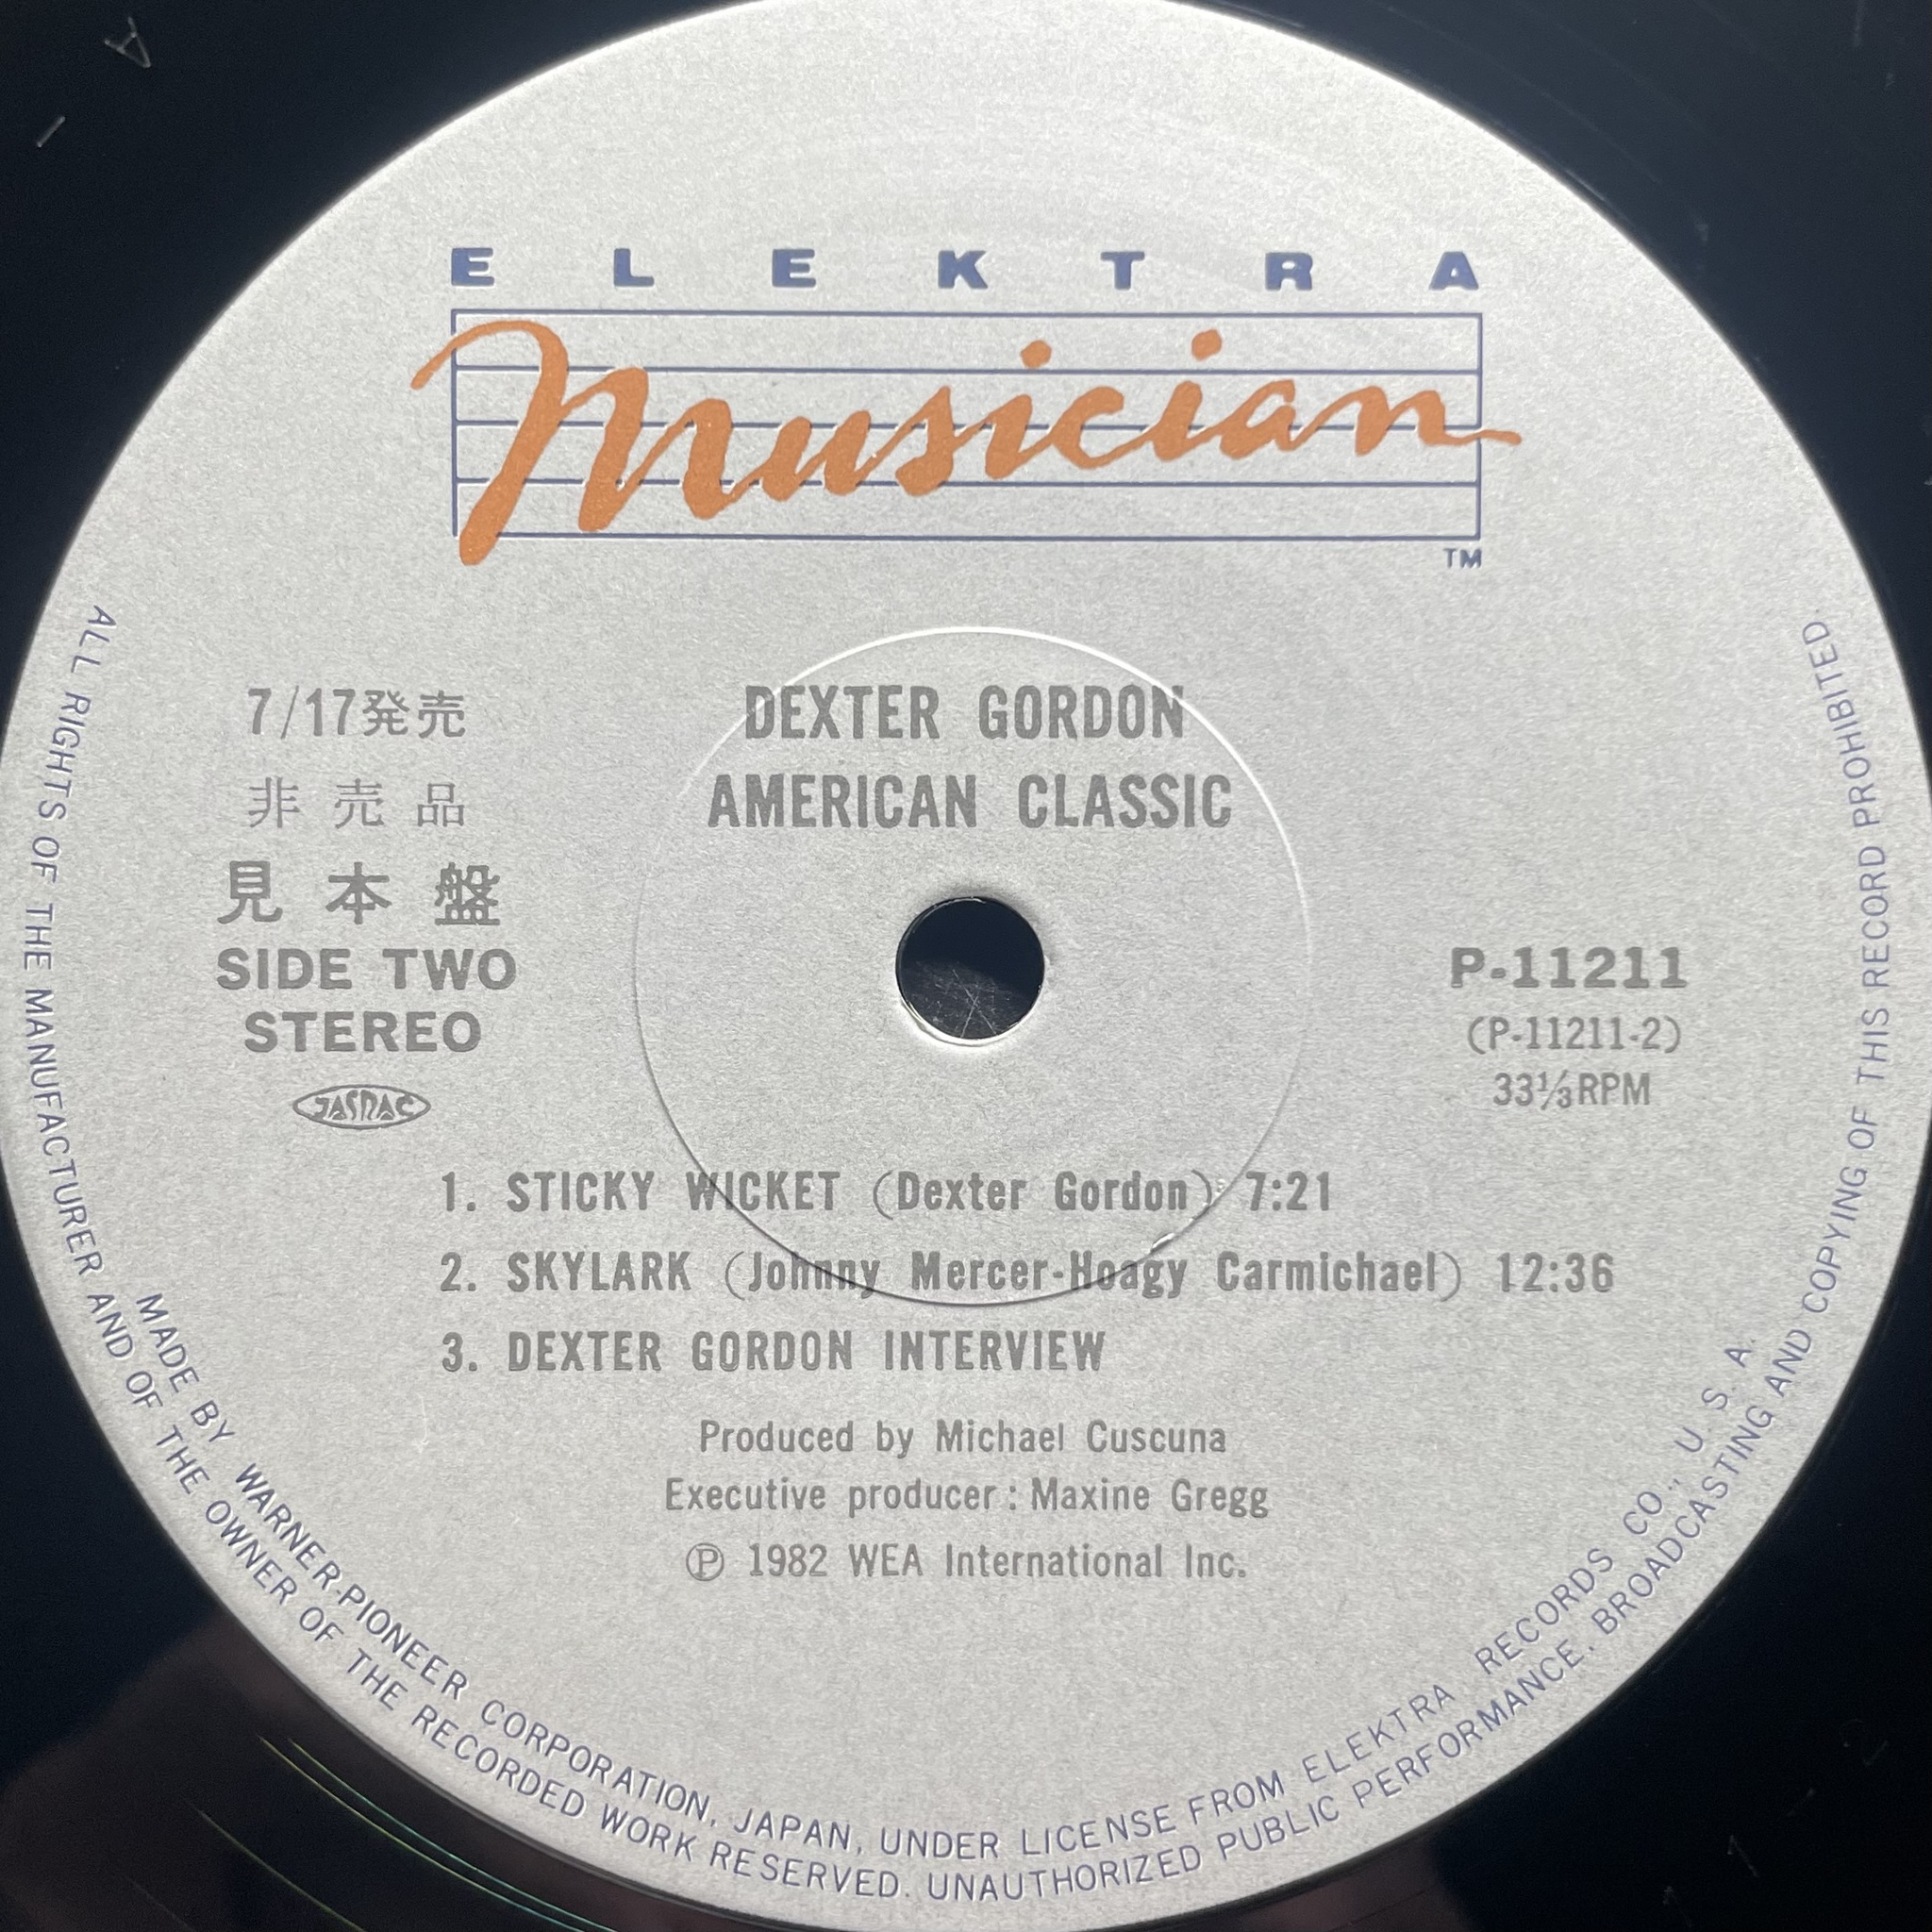 ELEKTRA
Musician
TM
7/17発売
非売品
見本盤
SIDE TWO
STEREO
JASRAC
DEXTER GORDON
AMERICAN CLASSIC
P-11211
(P-11211-2)
33⅓RPM
1. STICKY WICKET (Dexter Gordon) 7:21
2. SKYLARK (Johnny Mercer-Hoagy Carmichael) 12:36
3. DEXTER GORDON INTERVIEW
Produced by Michael Cuscuna
Executive producer : Maxine Gregg
Ⓟ 1982 WEA International Inc.
MADE BY WARNER-PIONEER CORPORATION, JAPAN, UNDER LICENSE FROM ELEKTRA RECORDS CO., U. S. A.
ALL RIGHTS OF THE MANUFACTURER AND OF THE OWNER OF THE RECORDED WORK RESERVED. UNAUTHORIZED PUBLIC PERFORMANCE. BROADCASTING AND COPYING OF THIS RECORD PROHIBITED.